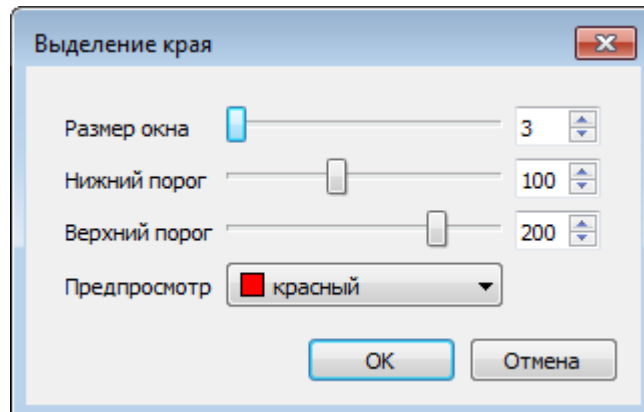 Выделение края
Размер окна 3
Нижний порог 100
Верхний порог 200
Предпросмотр красный
OK Отмена